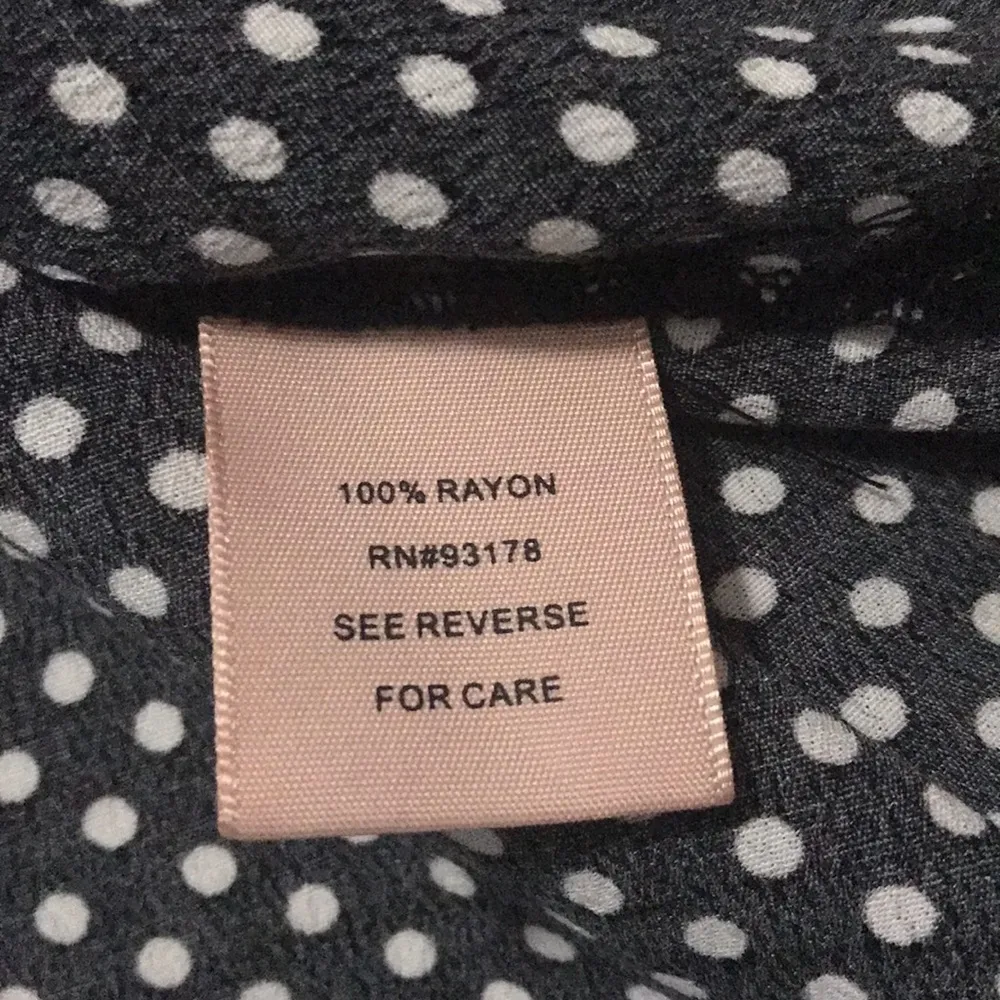 100% RAYON
RN#93178
SEE REVERSE
FOR CARE